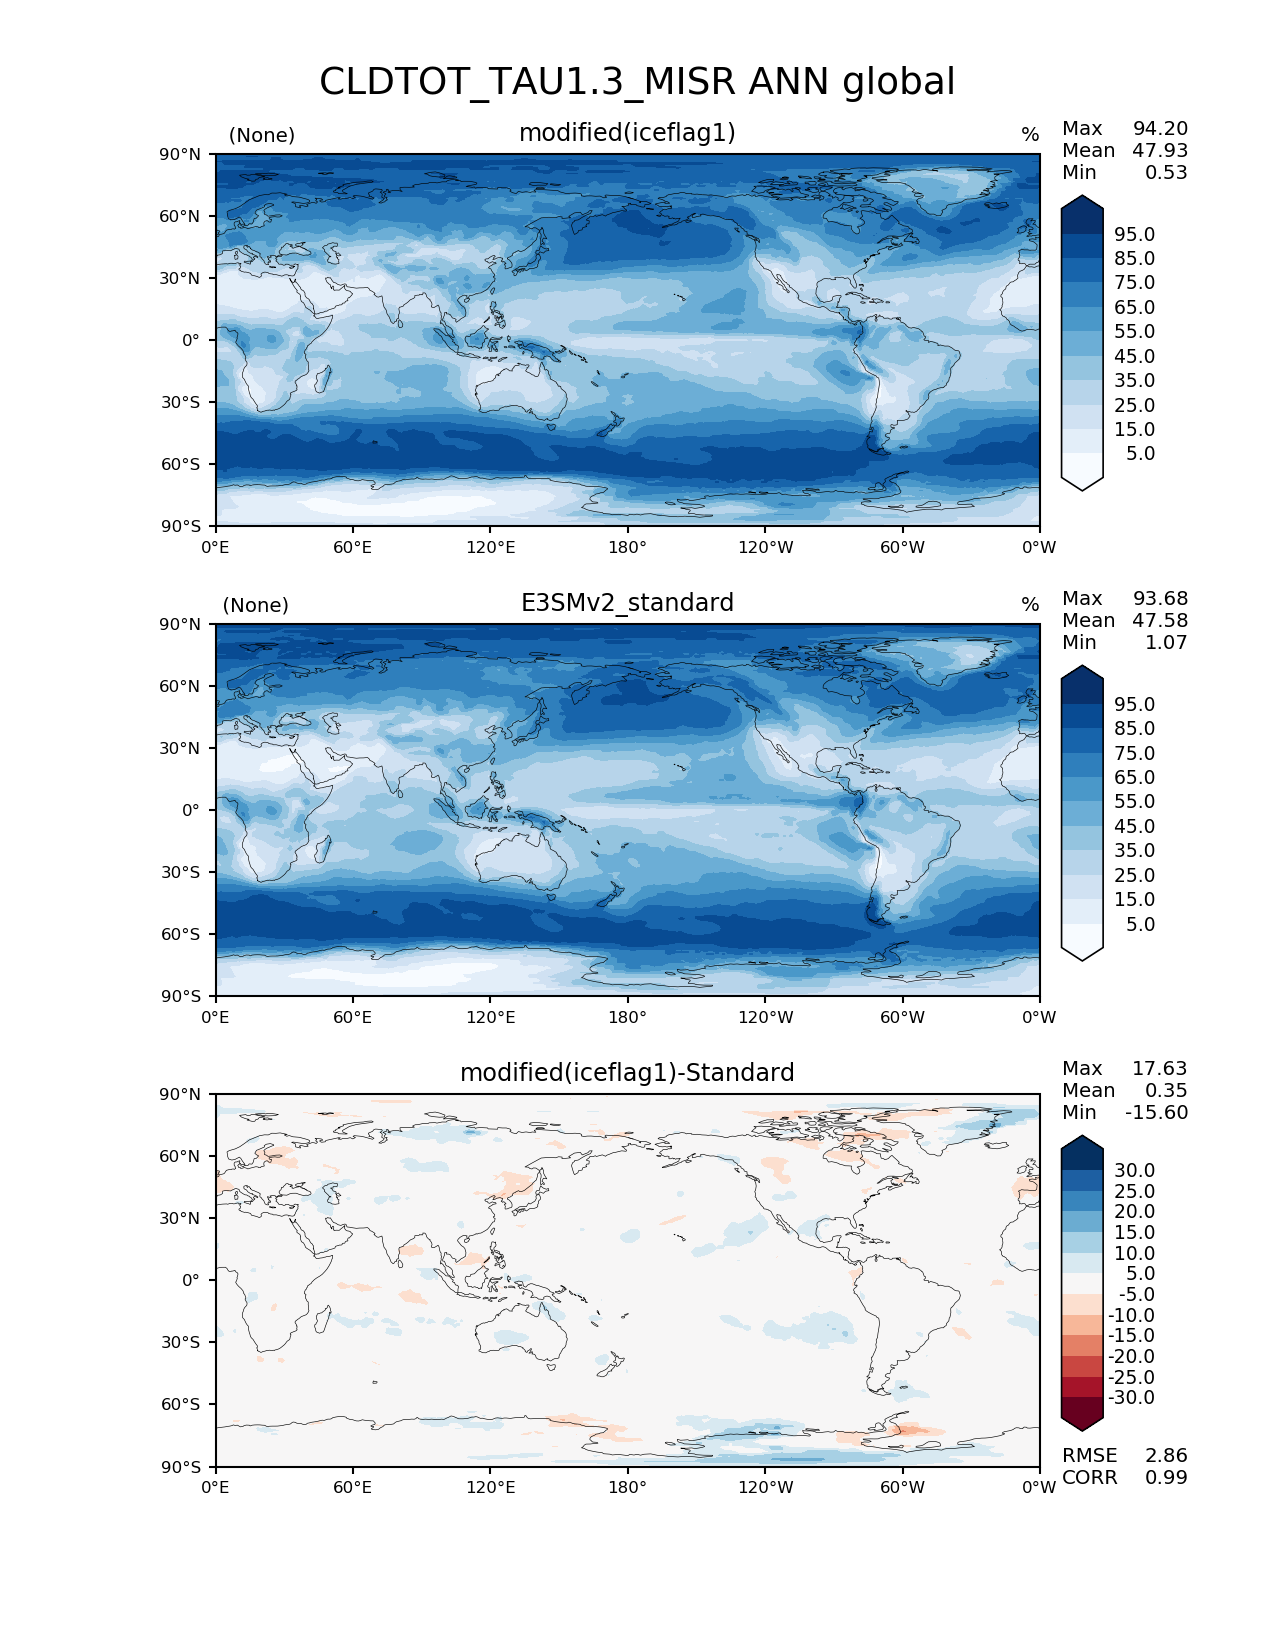 CLDTOT_TAU1.3_MISR ANN global
(None) modified(iceflag1) %
Max 94.20
Mean 47.93
Min 0.53
90°N
60°N
30°N
0°
30°S
60°S
90°S
0°E 60°E 120°E 180° 120°W 60°W 0°W
95.0
85.0
75.0
65.0
55.0
45.0
35.0
25.0
15.0
5.0
(None) E3SMv2_standard %
Max 93.68
Mean 47.58
Min 1.07
90°N
60°N
30°N
0°
30°S
60°S
90°S
0°E 60°E 120°E 180° 120°W 60°W 0°W
95.0
85.0
75.0
65.0
55.0
45.0
35.0
25.0
15.0
5.0
modified(iceflag1)-Standard
Max 17.63
Mean 0.35
Min -15.60
90°N
60°N
30°N
0°
30°S
60°S
90°S
0°E 60°E 120°E 180° 120°W 60°W 0°W
30.0
25.0
20.0
15.0
10.0
5.0
-5.0
-10.0
-15.0
-20.0
-25.0
-30.0
RMSE 2.86
CORR 0.99